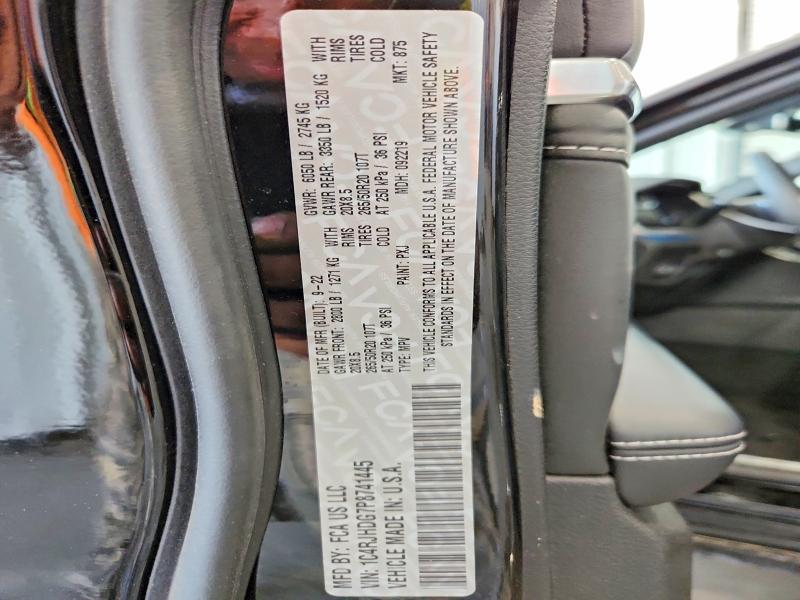 MFD BY: FCA US LLC
DATE OF MFR (BUILT): 9-22
GVWR: 6050 LB / 2745 KG
GAWR FRONT: 2800 LB / 1271 KG WITH
GAWR REAR: 3350 LB / 1520 KG WITH
20X8.5 RIMS
20X8.5 RIMS
265/50R20 107T TIRES
265/50R20 107T TIRES
AT 250 kPa / 36 PSI COLD
AT 250 kPa / 36 PSI COLD
VIN: 1C4RJHDG7P8741445
TYPE: MPV
PAINT: PXJ
MDH: 092219
MKT: 875
VEHICLE MADE IN: U.S.A.
THIS VEHICLE CONFORMS TO ALL APPLICABLE U.S.A. FEDERAL MOTOR VEHICLE SAFETY
STANDARDS IN EFFECT ON THE DATE OF MANUFACTURE SHOWN ABOVE.